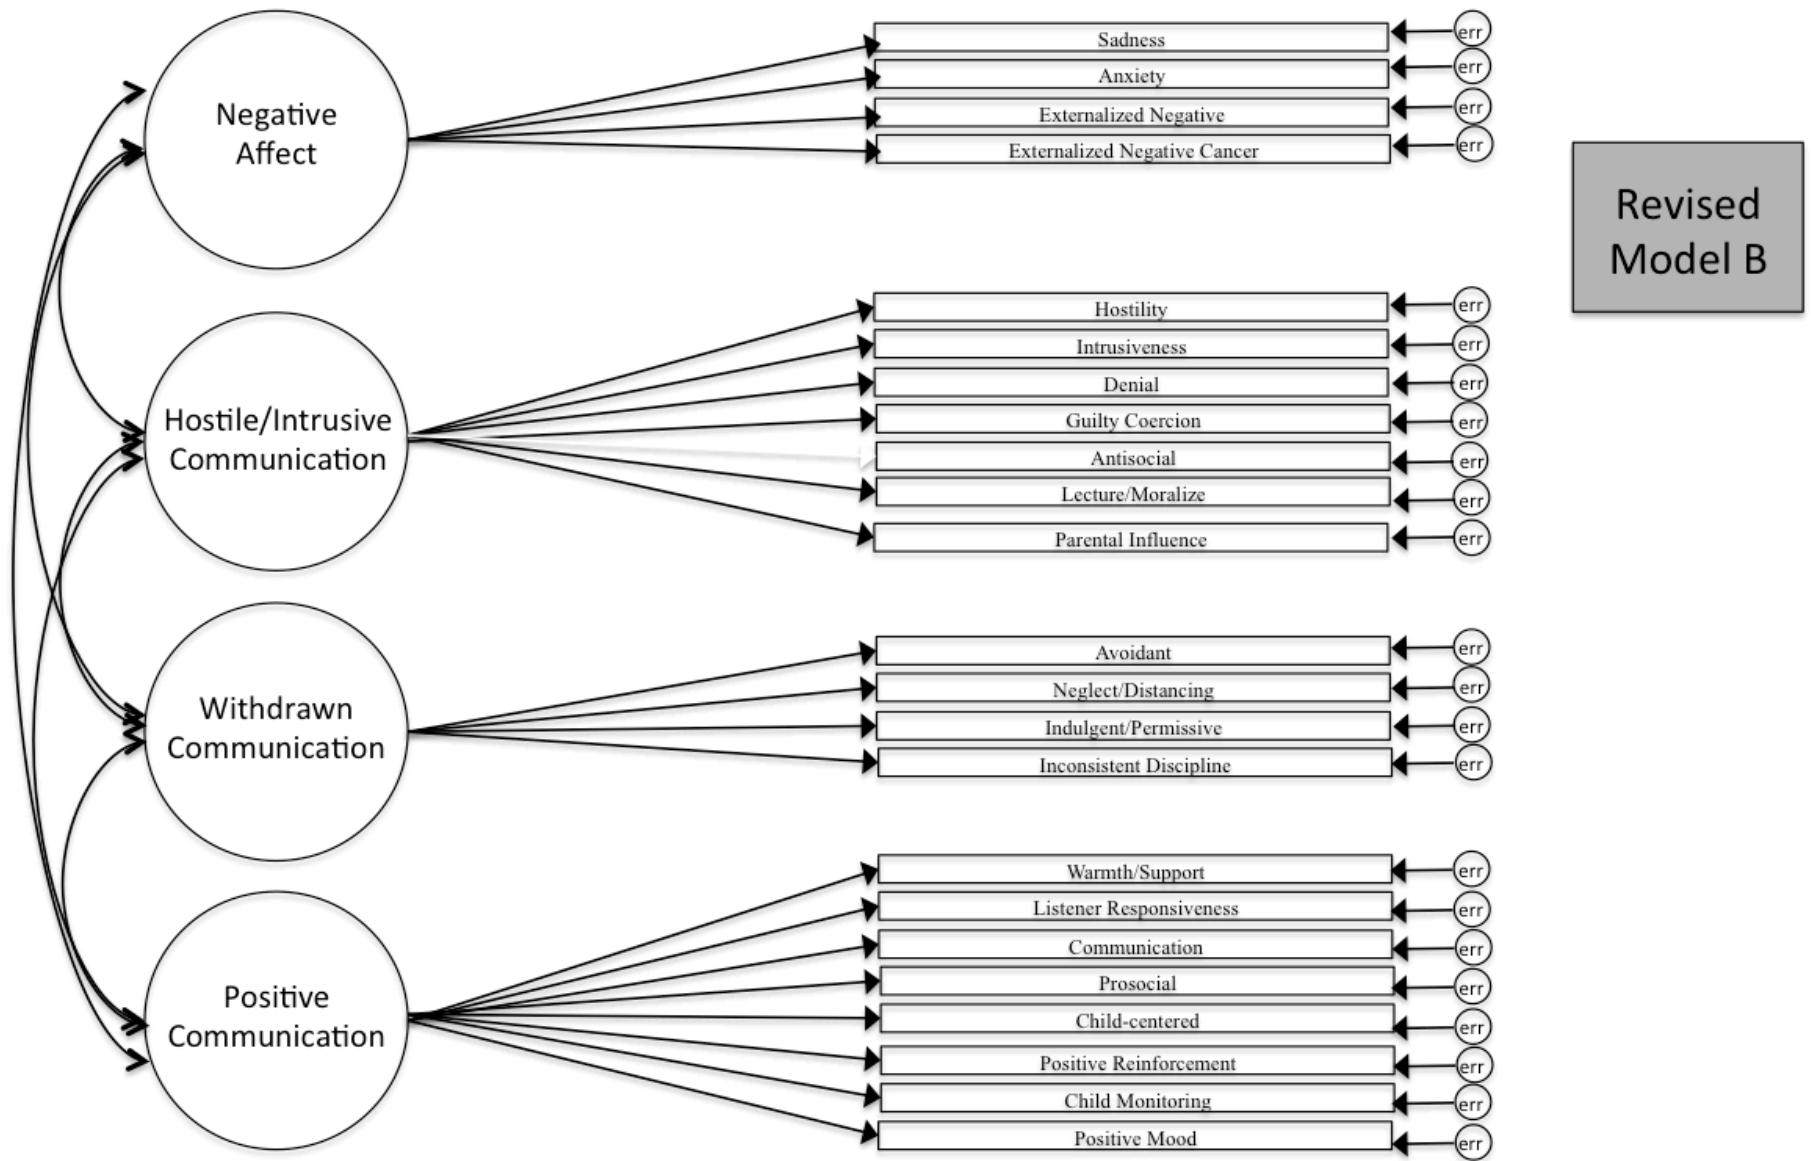 Negative
Affect
Sadness
err
Anxiety
err
Externalized Negative
err
Externalized Negative Cancer
err
Revised
Model B
Hostile/Intrusive
Communication
Hostility
err
Intrusiveness
err
Denial
err
Guilty Coercion
err
Antisocial
err
Lecture/Moralize
err
Parental Influence
err
Withdrawn
Communication
Avoidant
err
Neglect/Distancing
err
Indulgent/Permissive
err
Inconsistent Discipline
err
Positive
Communication
Warmth/Support
err
Listener Responsiveness
err
Communication
err
Prosocial
err
Child-centered
err
Positive Reinforcement
err
Child Monitoring
err
Positive Mood
err